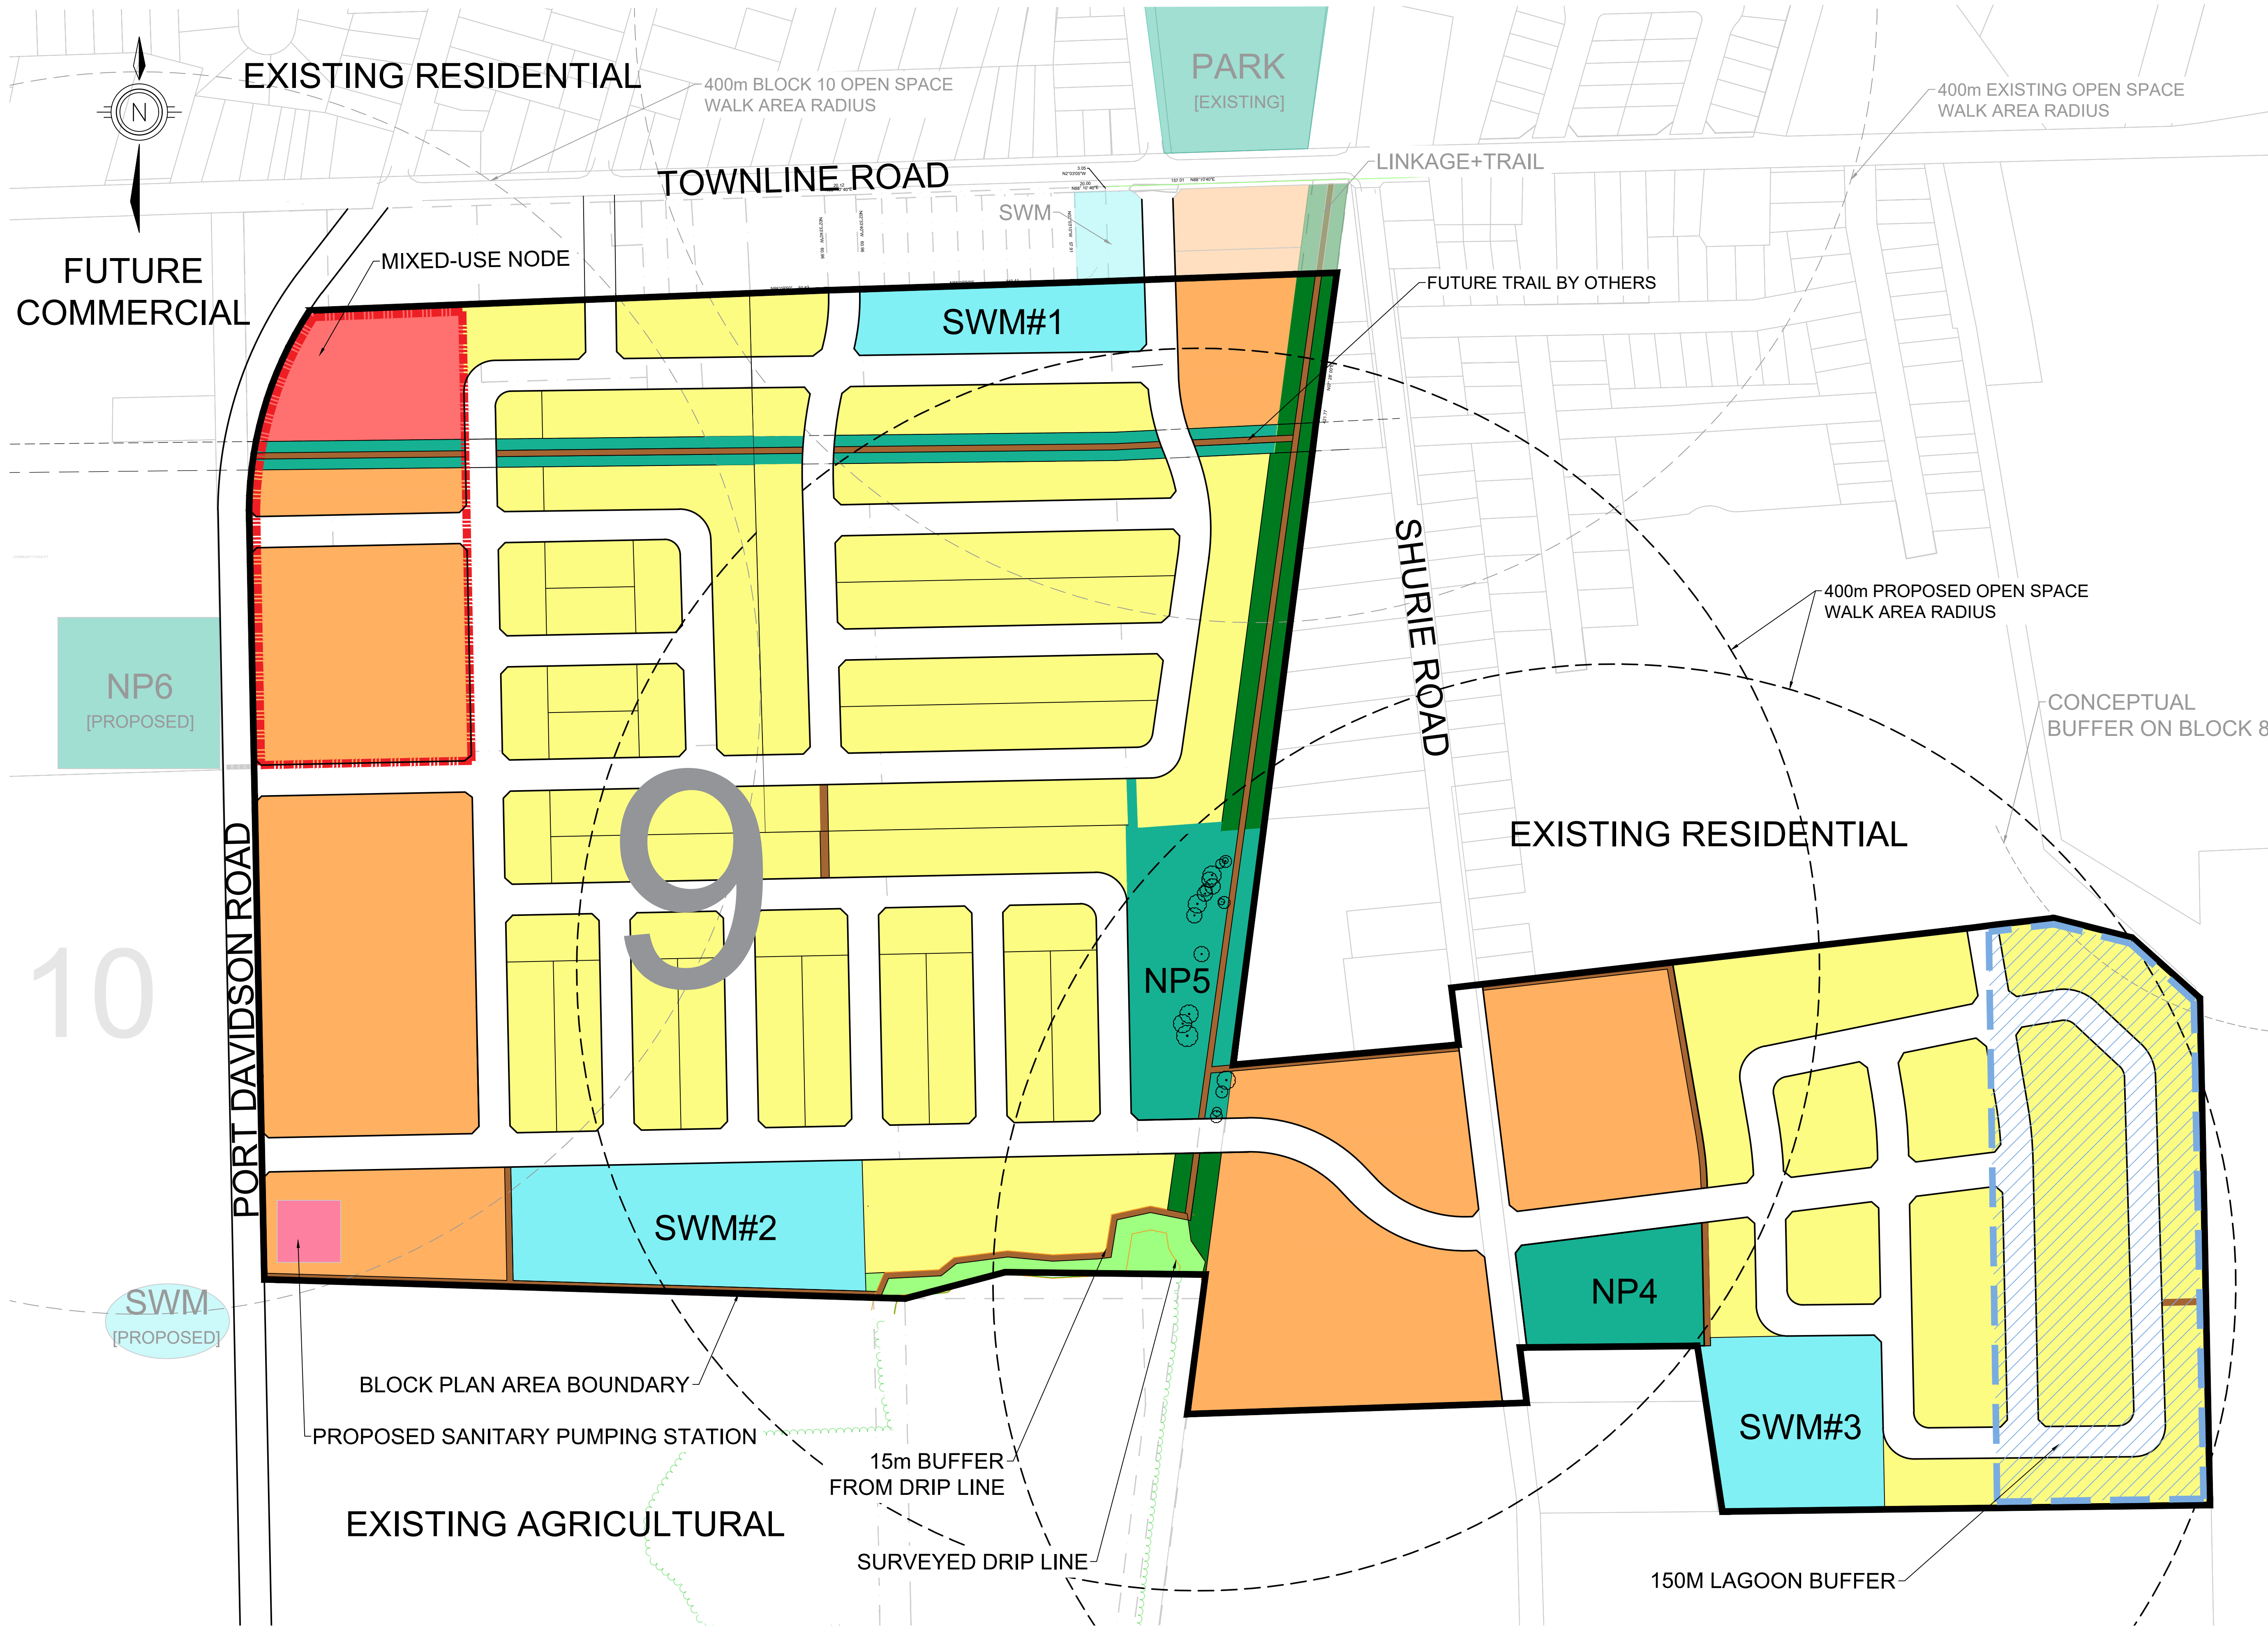 EXISTING RESIDENTIAL
400m BLOCK 10 OPEN SPACE
WALK AREA RADIUS
PARK
[EXISTING]
400m EXISTING OPEN SPACE
WALK AREA RADIUS
N
TOWNLINE ROAD
LINKAGE+TRAIL
SWM
MIXED-USE NODE
FUTURE
COMMERCIAL
FUTURE TRAIL BY OTHERS
SWM#1
SHURIE ROAD
400m PROPOSED OPEN SPACE
WALK AREA RADIUS
NP6
[PROPOSED]
CONCEPTUAL
BUFFER ON BLOCK 8
9
EXISTING RESIDENTIAL
PORT DAVIDSON ROAD
10
NP5
SWM#2
NP4
SWM
[PROPOSED]
BLOCK PLAN AREA BOUNDARY
PROPOSED SANITARY PUMPING STATION
SWM#3
15m BUFFER
FROM DRIP LINE
EXISTING AGRICULTURAL
SURVEYED DRIP LINE
150M LAGOON BUFFER